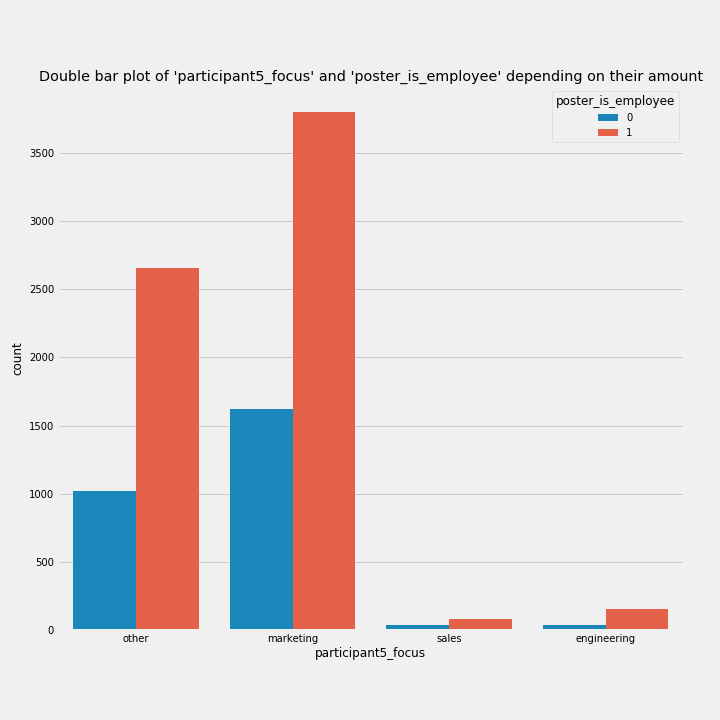 Double bar plot of 'participant5_focus' and 'poster_is_employee' depending on their amount
poster_is_employee
0
1
3500
3000
2500
2000
1500
1000
500
0
count
other
marketing
sales
engineering
participant5_focus